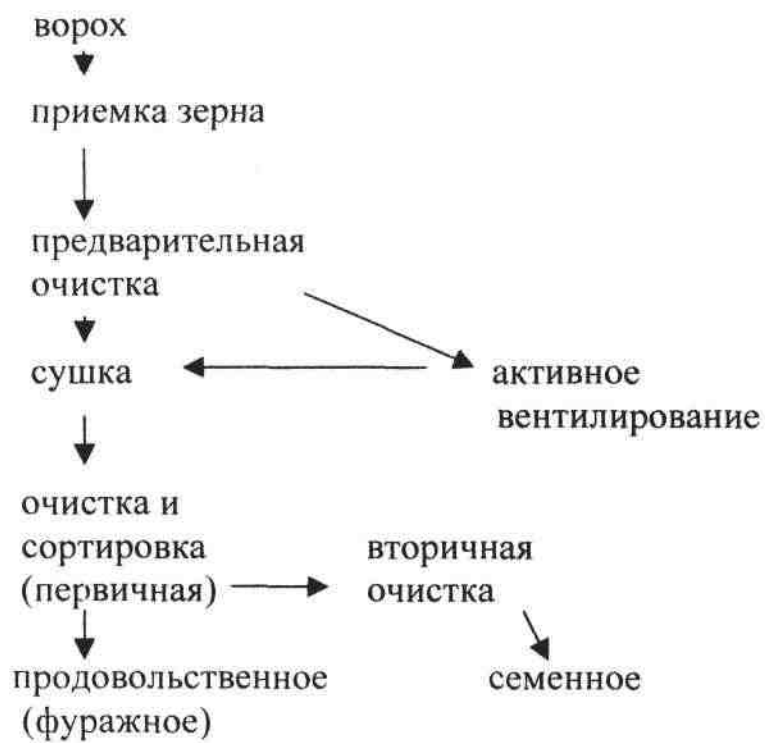 ворох
приемка зерна
предварительная
очистка
сушка
активное
вентилирование
очистка и
сортировка
(первичная)
вторичная
очистка
продовольственное
(фуражное)
семенное